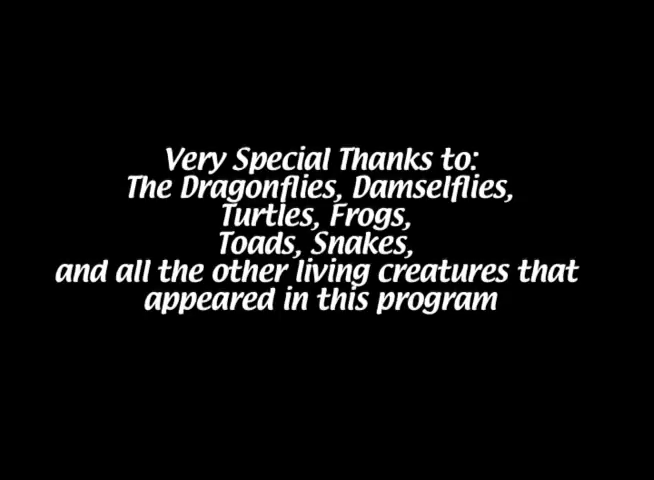 Very Special Thanks to:
The Dragonflies, Damselflies,
Turtles, Frogs,
Toads, Snakes,
and all the other living creatures that
appeared in this program